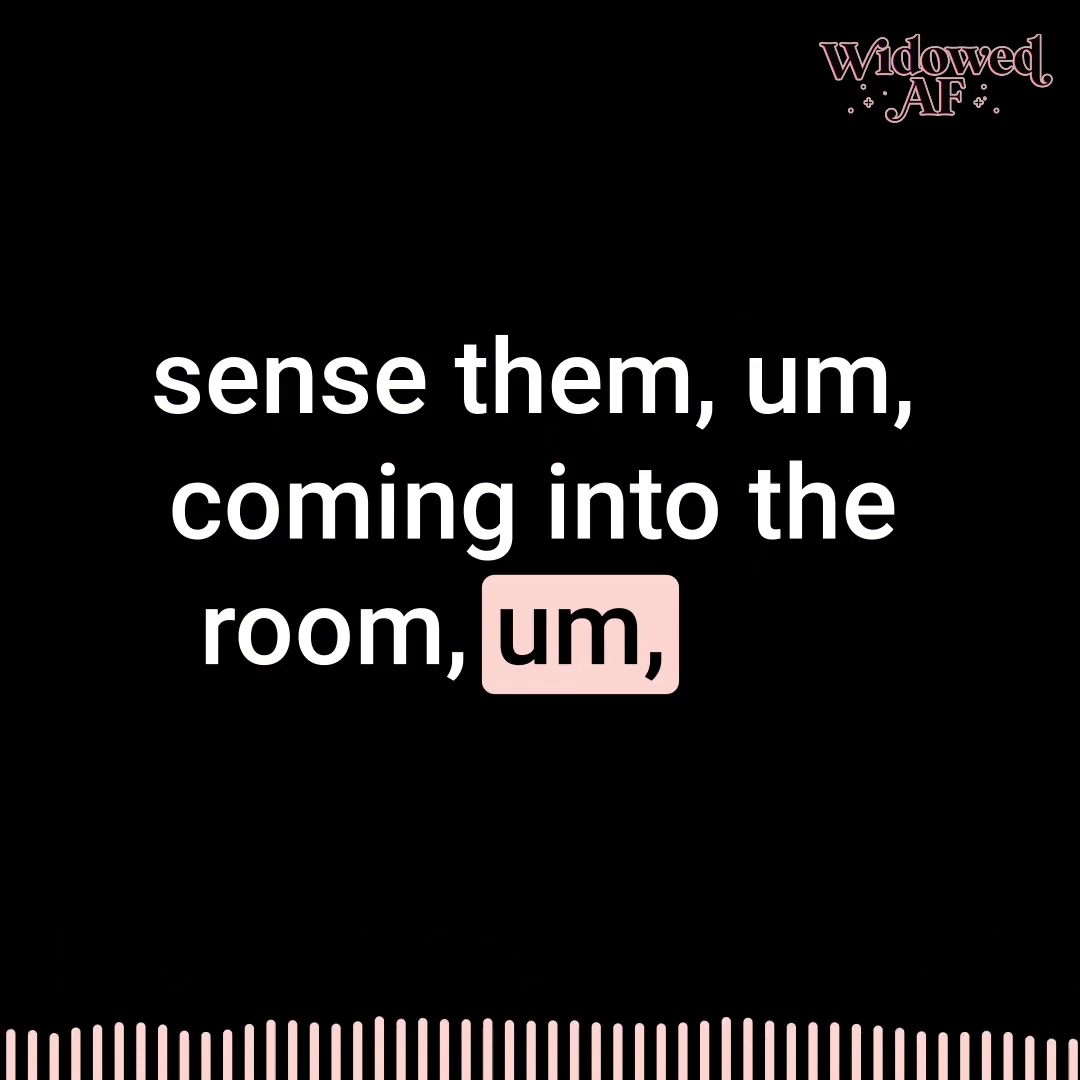 Widowed
AF
sense them, um,
coming into the
room, um,